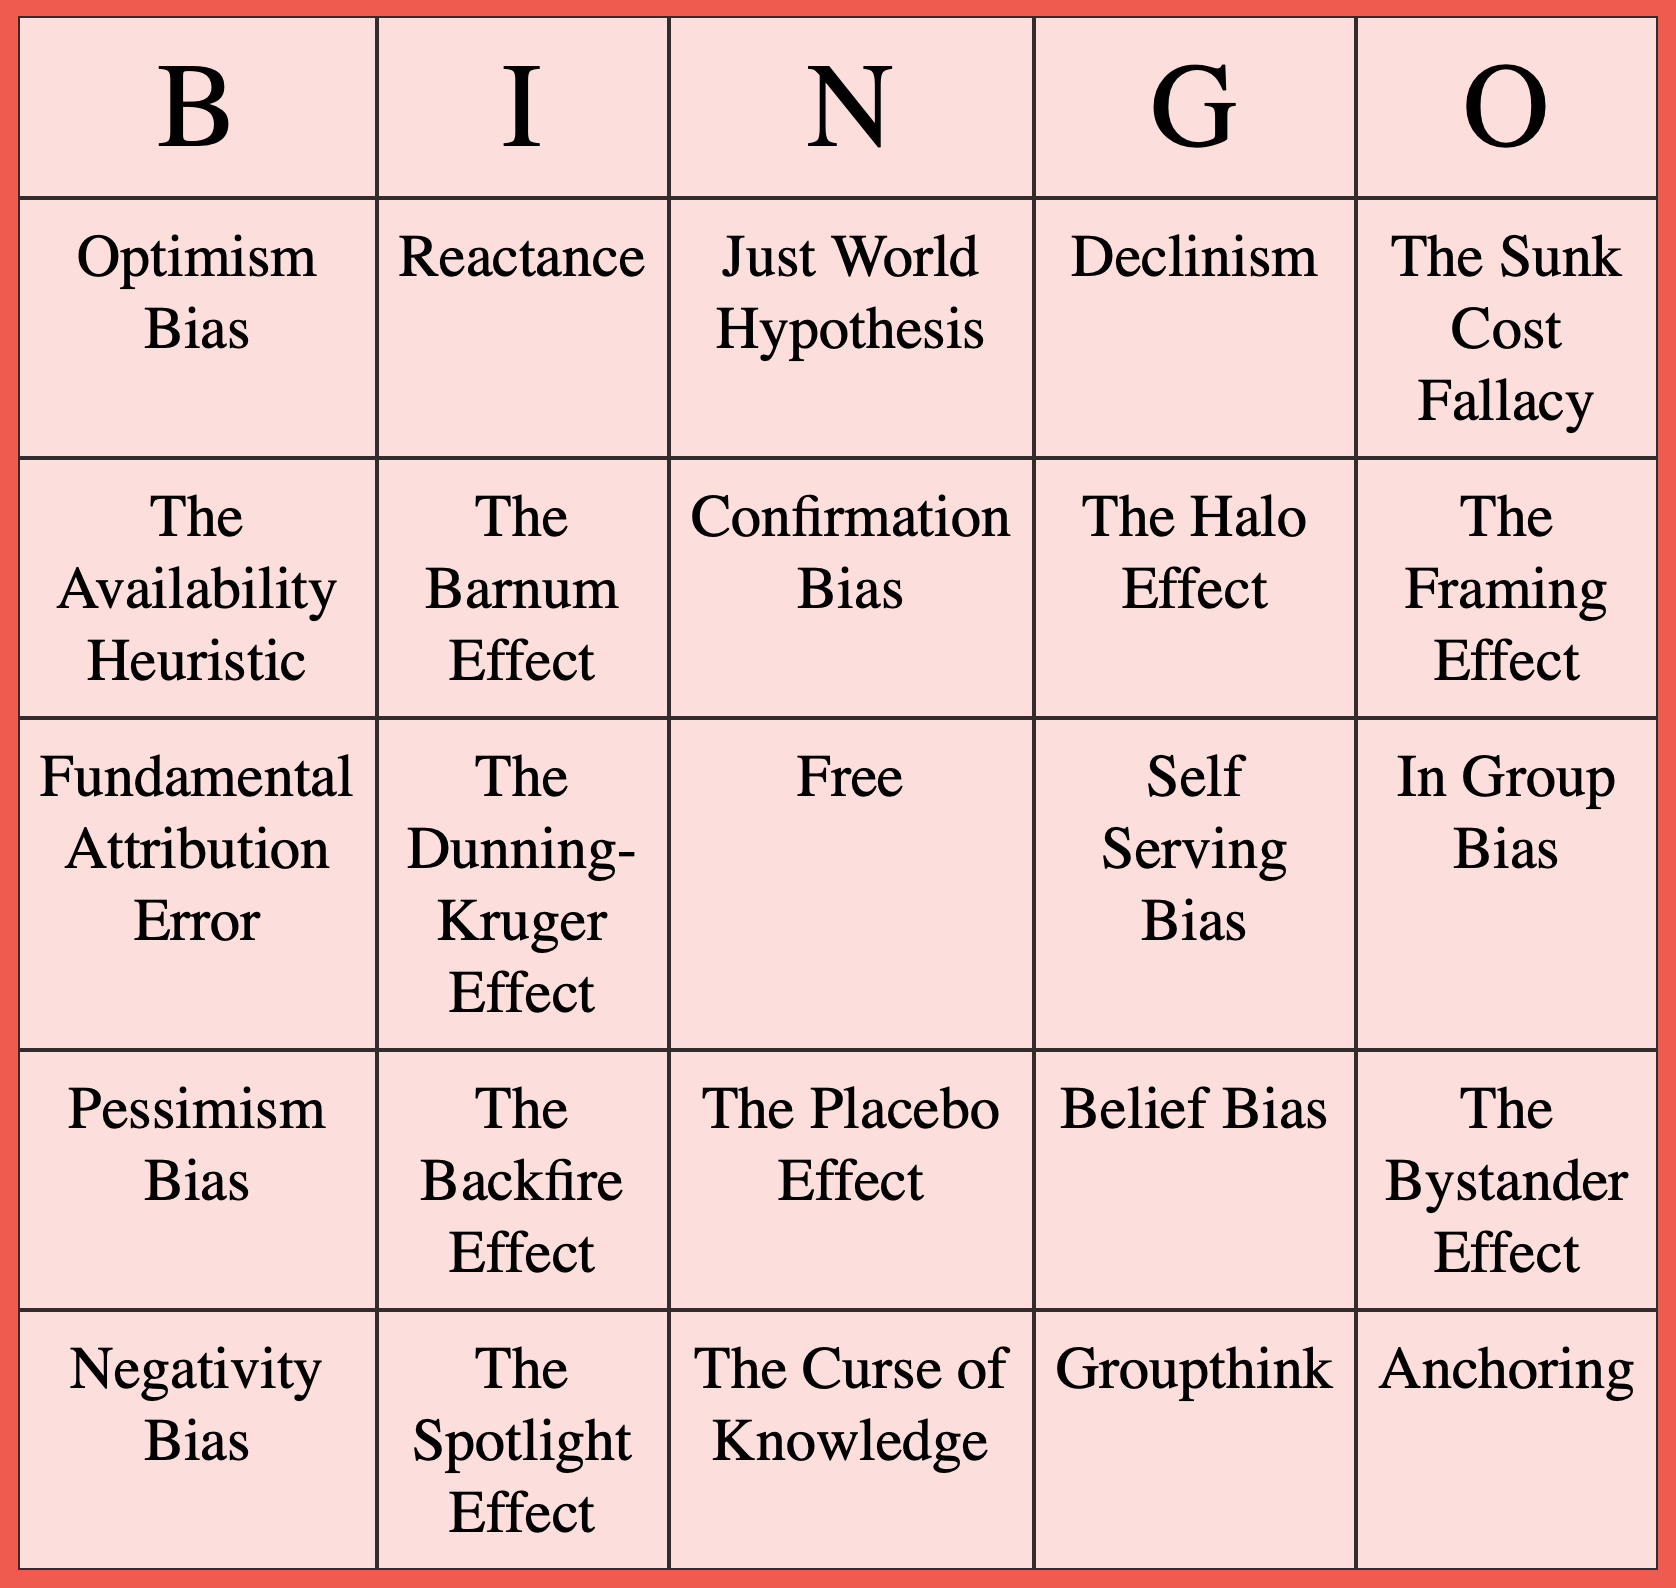 B I N G O
Optimism
Bias
Reactance
Just World
Hypothesis
Declinism
The Sunk
Cost
Fallacy
The
Availability
Heuristic
The
Barnum
Effect
Confirmation
Bias
The Halo
Effect
The
Framing
Effect
Fundamental
Attribution
Error
The
Dunning-
Kruger
Effect
Free
Self
Serving
Bias
In Group
Bias
Pessimism
Bias
The
Backfire
Effect
The Placebo
Effect
Belief Bias
The
Bystander
Effect
Negativity
Bias
The
Spotlight
Effect
The Curse of
Knowledge
Groupthink
Anchoring